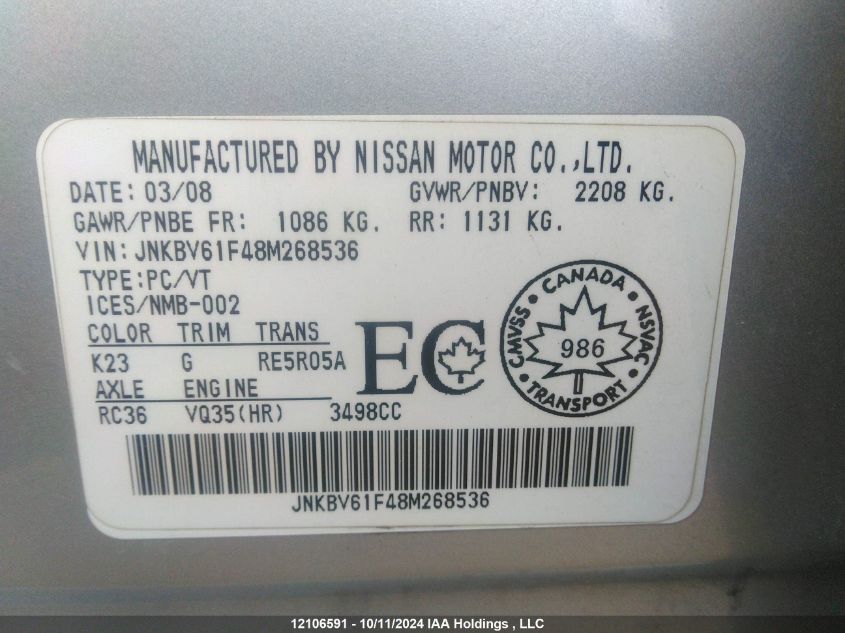 MANUFACTURED BY NISSAN MOTOR CO.,LTD.
DATE: 03/08 GVWR/PNBV: 2208 KG.
GAWR/PNBE FR: 1086 KG. RR: 1131 KG.
VIN: JNKBV61F48M268536
TYPE:PC/VT
ICES/NMB-002
COLOR TRIM TRANS
K23 G RE5R05A
AXLE ENGINE
RC36 VQ35(HR) 3498CC
EC
CANADA
CMVSS 986 NSVAC
TRANSPORT
JNKBV61F48M268536
12106591 - 10/11/2024 IAA Holdings , LLC